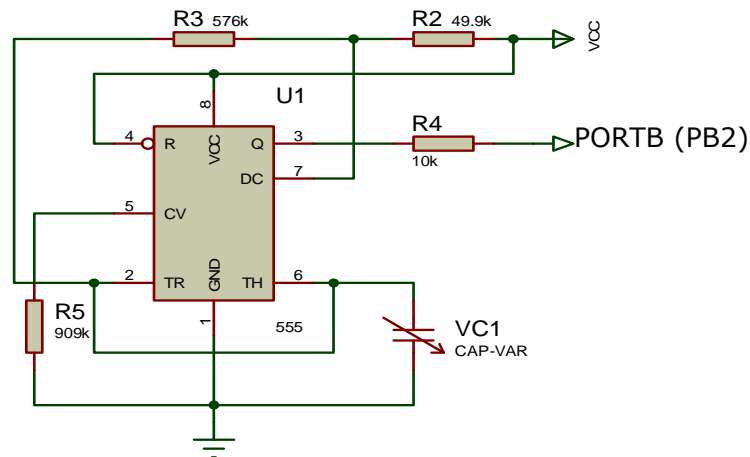 R3 576k
R2 49.9k
VCC
U1
8
4
R
VCC
Q
3
R4
10k
PORTB (PB2)
DC
7
5
CV
2
TR
GND
TH
6
R5
909k
1
555
VC1
CAP-VAR